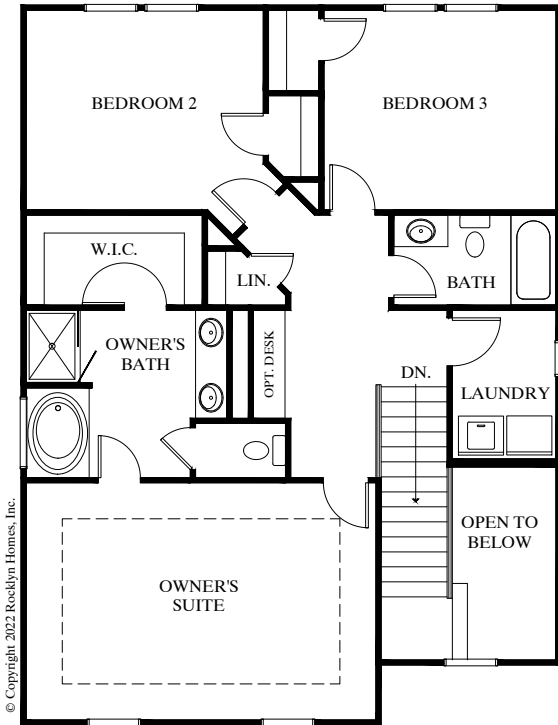 BEDROOM 2
BEDROOM 3
W.I.C.
LIN.
BATH
OWNER'S
BATH
OPT. DESK
DN.
LAUNDRY
OPEN TO
BELOW
OWNER'S
SUITE
© Copyright 2022 Rocklyn Homes, Inc.